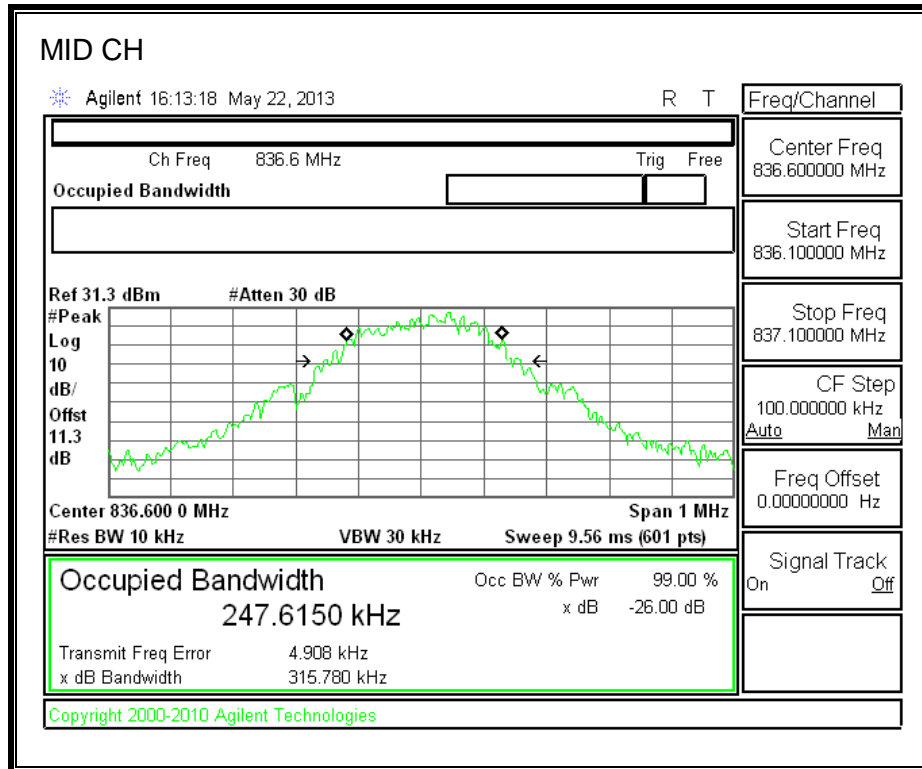 MID CH
Agilent 16:13:18 May 22, 2013 R T
Freq/Channel
Ch Freq 836.6 MHz Trig Free
Occupied Bandwidth
Center Freq
836.600000 MHz
Start Freq
836.100000 MHz
Ref 31.3 dBm #Atten 30 dB
#Peak
Log
10
dB/
Offst
11.3
dB
Stop Freq
837.100000 MHz
CF Step
100.000000 kHz
Auto Man
Freq Offset
0.00000000 Hz
Center 836.600 0 MHz Span 1 MHz
#Res BW 10 kHz VBW 30 kHz Sweep 9.56 ms (601 pts)
Signal Track
On Off
Occupied Bandwidth Occ BW % Pwr 99.00 %
247.6150 kHz x dB -26.00 dB
Transmit Freq Error 4.908 kHz
x dB Bandwidth 315.780 kHz
Copyright 2000-2010 Agilent Technologies